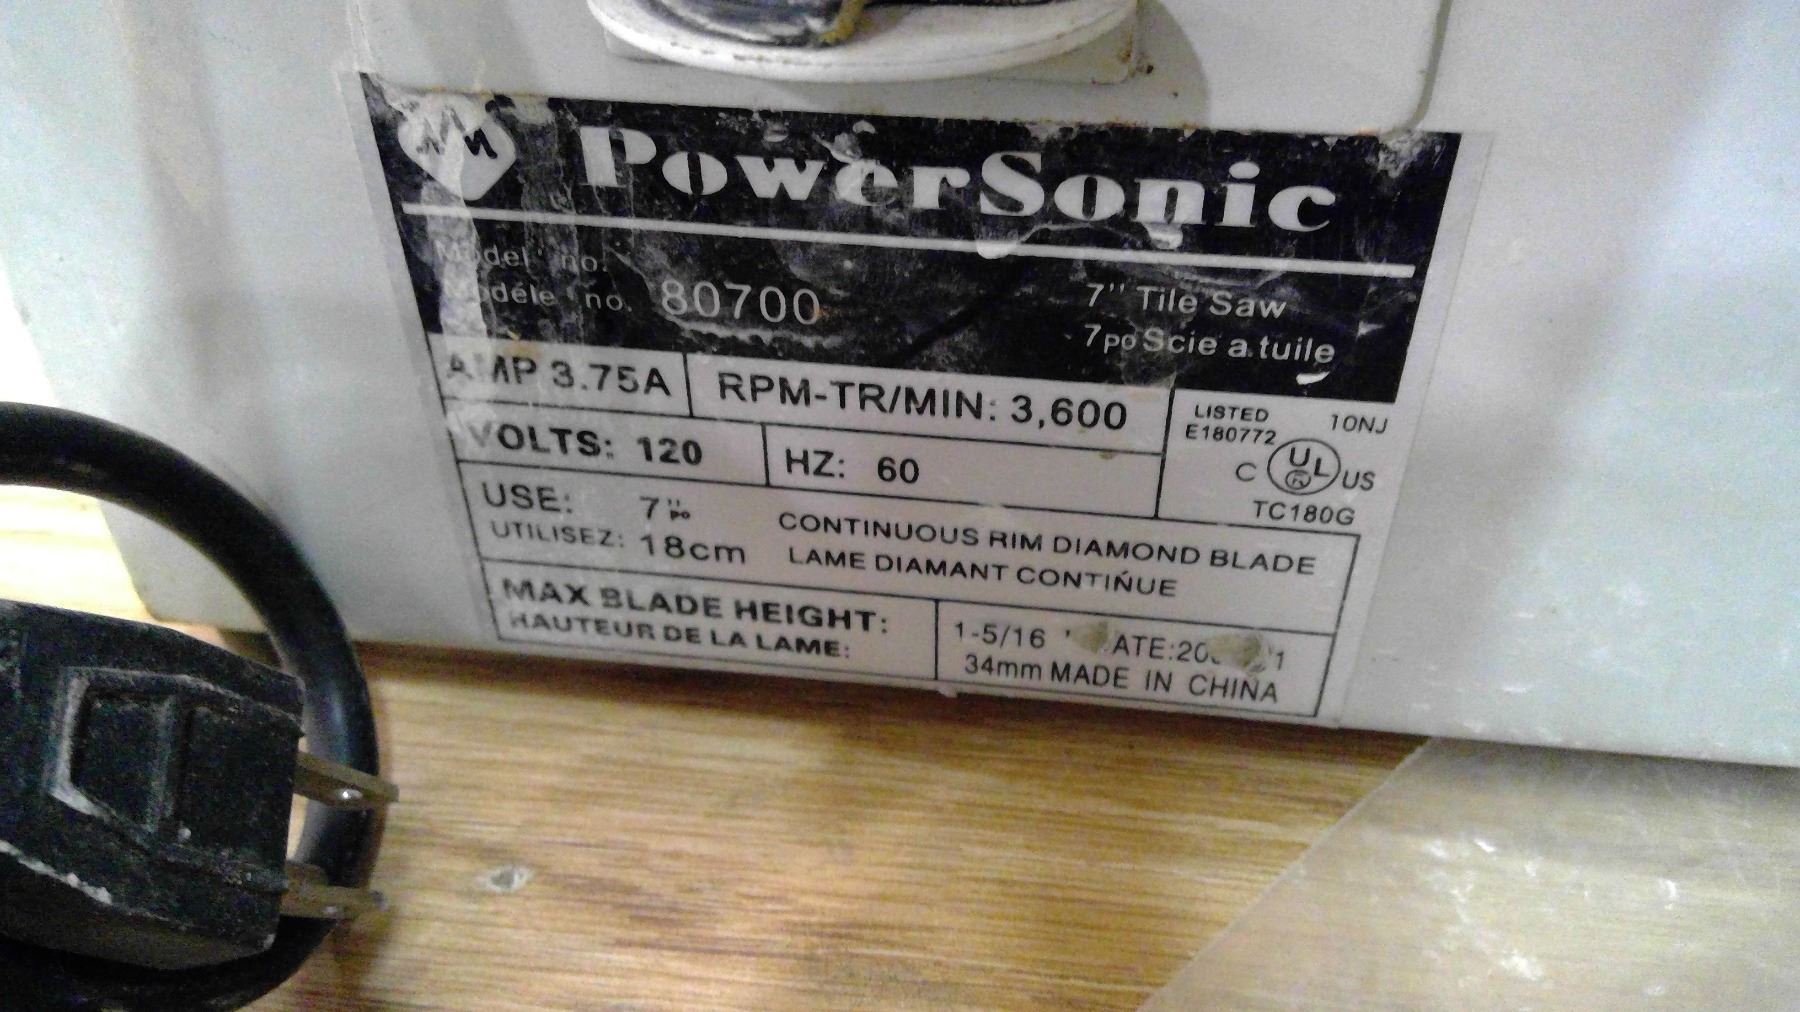 PowerSonic
Model no.
Modéle no. 80700
7" Tile Saw
7po Scie a tuile
AMP 3.75A
RPM-TR/MIN: 3,600
VOLTS: 120
HZ: 60
LISTED 10NJ
E180772
C UL US
TC180G
USE: 7" po
UTILISEZ: 18cm
CONTINUOUS RIM DIAMOND BLADE
LAME DIAMANT CONTIŃUE
MAX BLADE HEIGHT:
HAUTEUR DE LA LAME:
1-5/16
34mm MADE IN CHINA